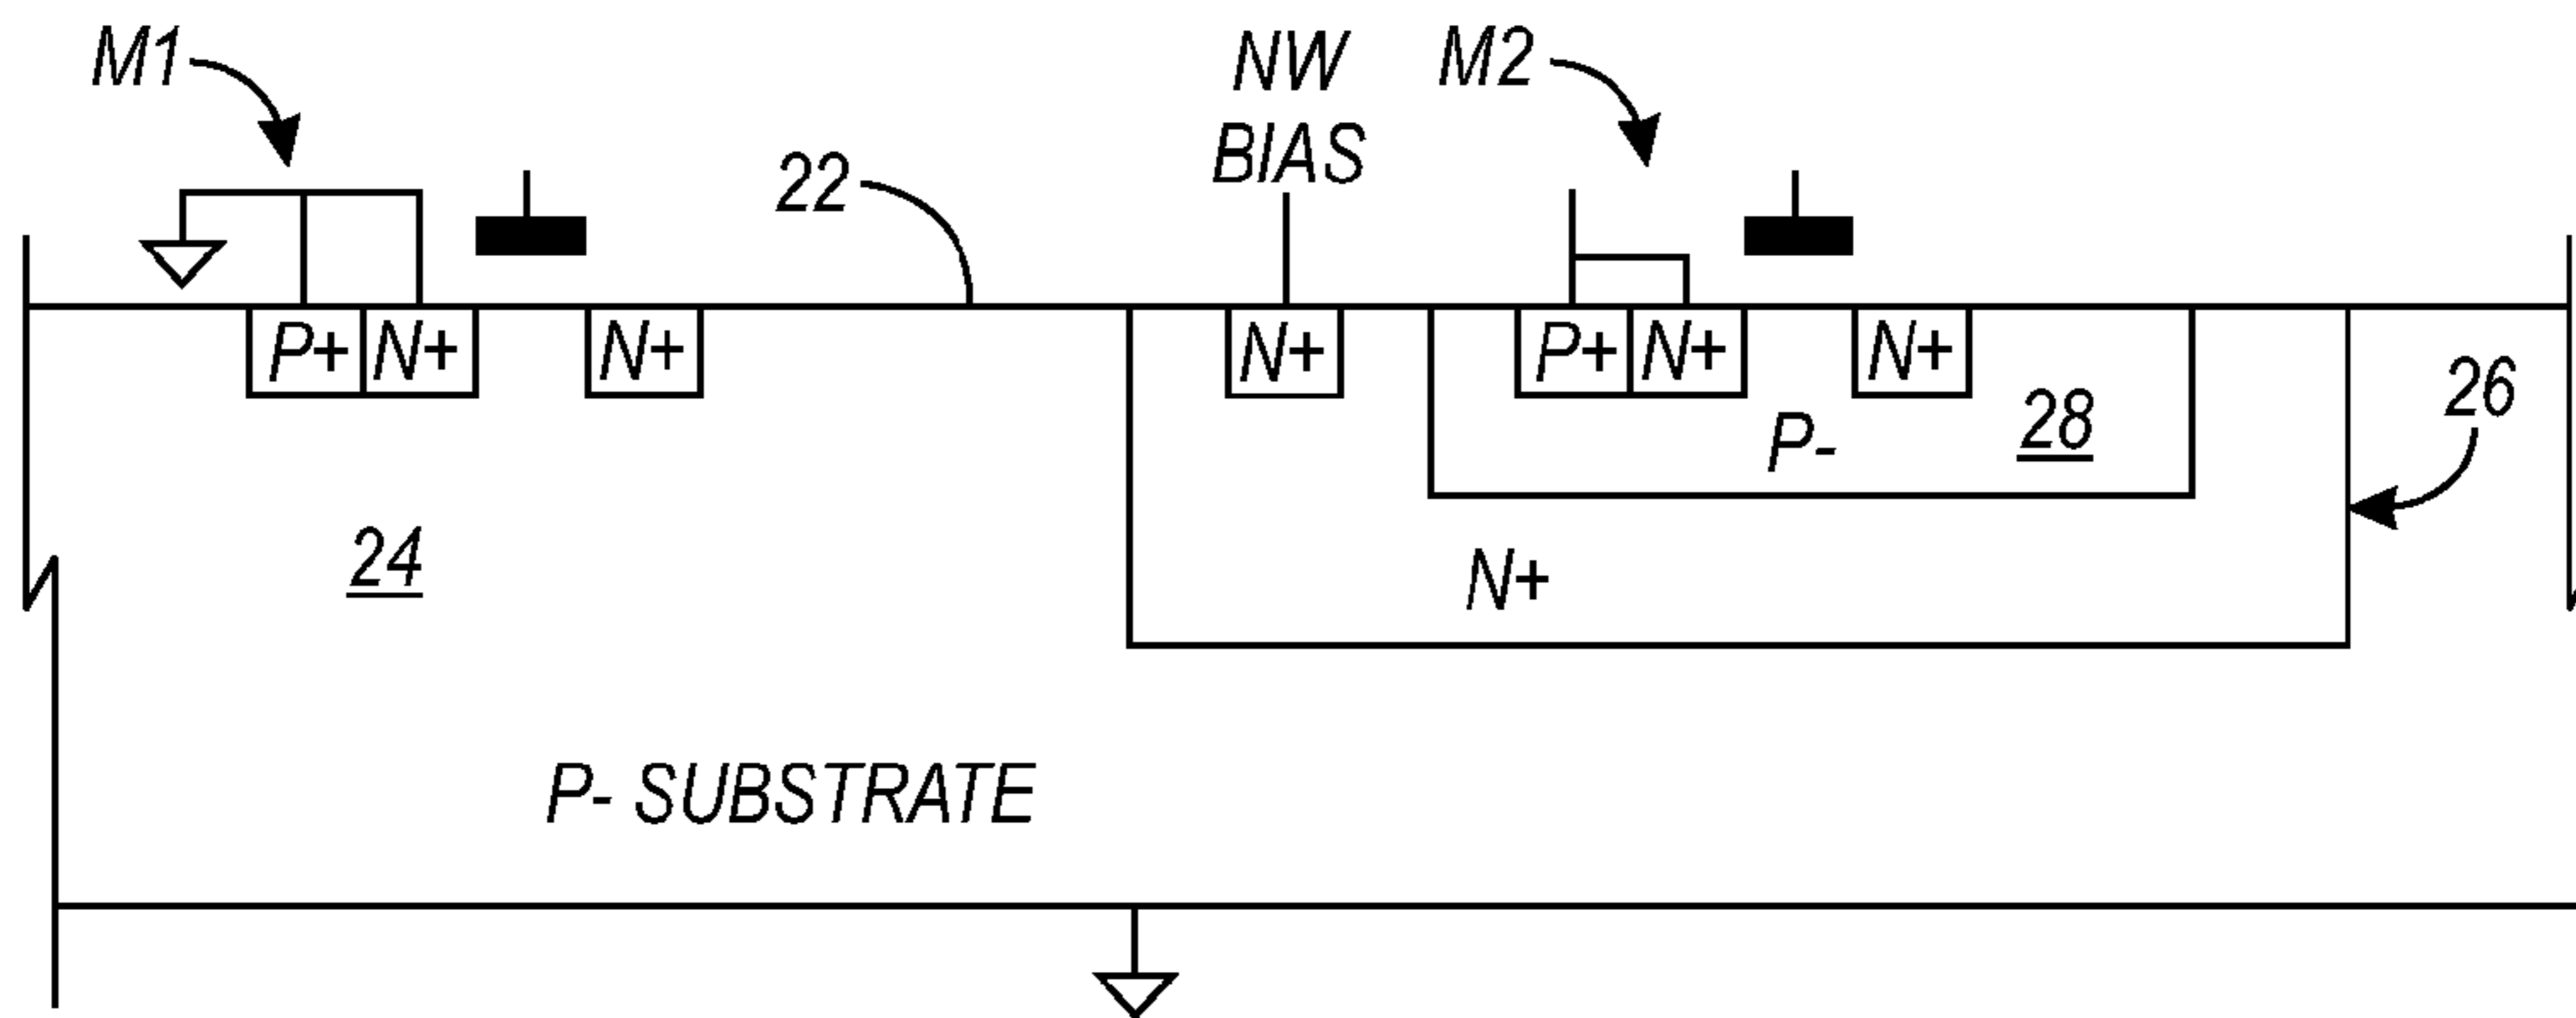 M1
NW
BIAS
M2
22
P+ N+
N+
N+
P+ N+
N+
26
28
P-
24
N+
P- SUBSTRATE